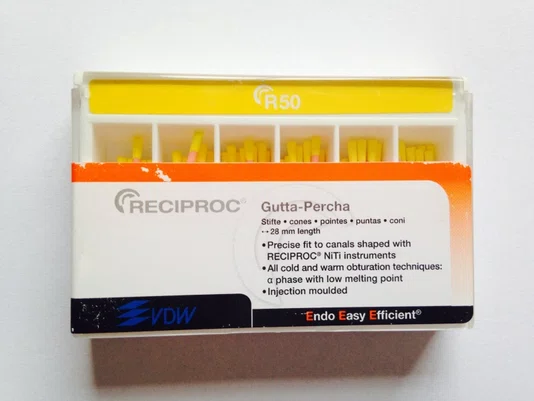 R50
RECIPROC®
Gutta-Percha
Stifte • cones • pointes • puntas • coni
↔ 28 mm length
• Precise fit to canals shaped with
RECIPROC® NiTi instruments
• All cold and warm obturation techniques:
α phase with low melting point
• Injection moulded
VDW
Endo Easy Efficient®